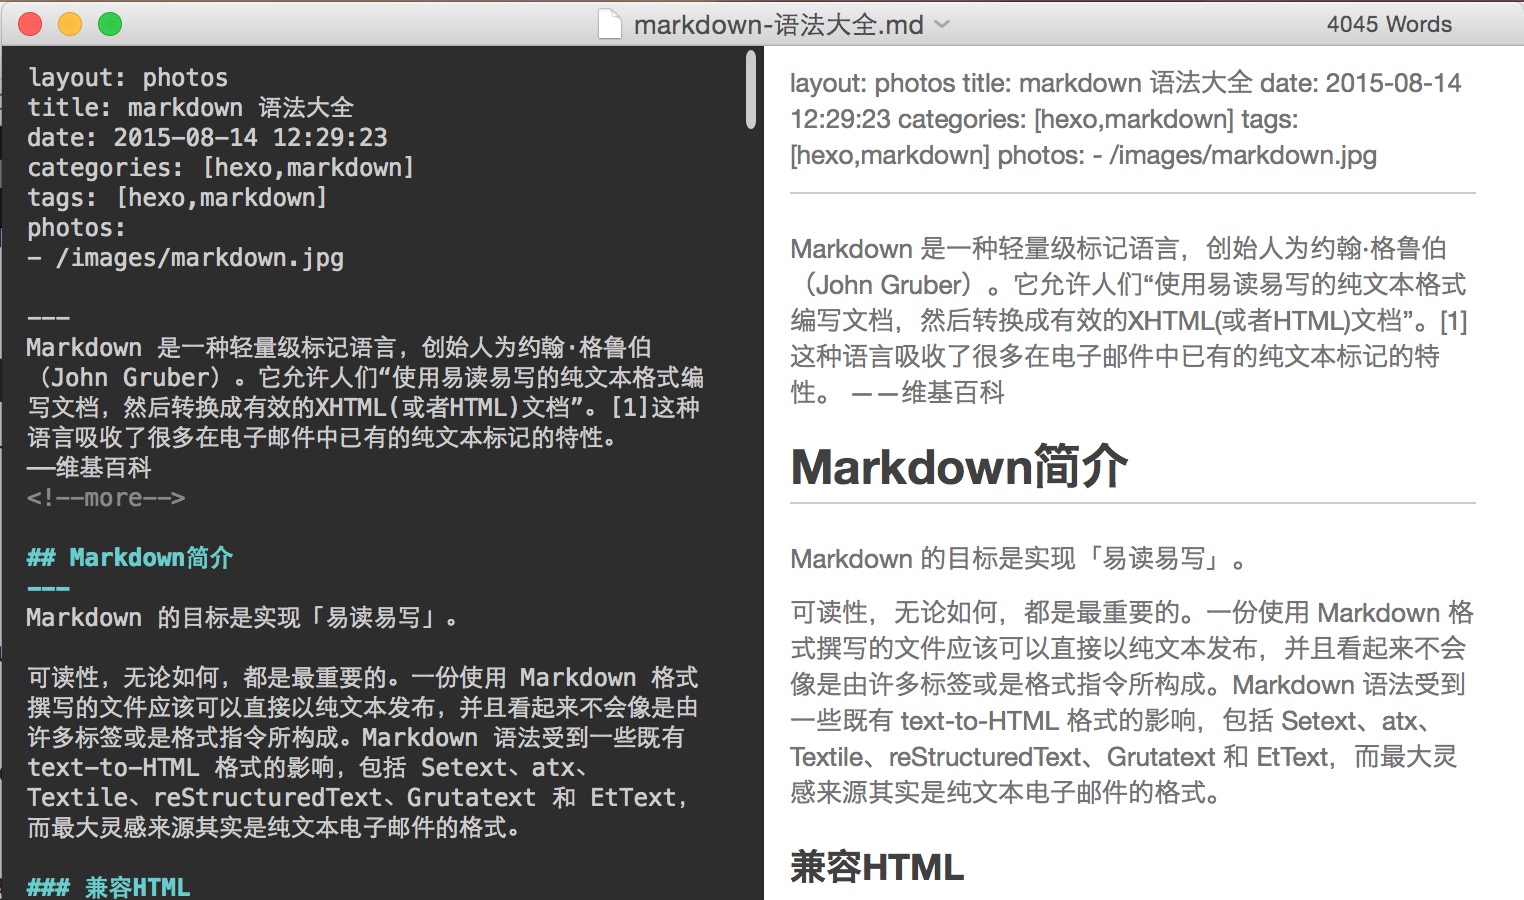 markdown-语法大全.md
4045 Words
layout: photos
title: markdown 语法大全
date: 2015-08-14 12:29:23
categories: [hexo,markdown]
tags: [hexo,markdown]
photos:
- /images/markdown.jpg
---
Markdown 是一种轻量级标记语言，创始人为约翰·格鲁伯
（John Gruber）。它允许人们“使用易读易写的纯文本格式编
写文档，然后转换成有效的XHTML(或者HTML)文档”。[1]这种
语言吸收了很多在电子邮件中已有的纯文本标记的特性。
——维基百科
<!--more-->
## Markdown简介
---
Markdown 的目标是实现「易读易写」。
可读性，无论如何，都是最重要的。一份使用 Markdown 格式
撰写的文件应该可以直接以纯文本发布，并且看起来不会像是由
许多标签或是格式指令所构成。Markdown 语法受到一些既有
text-to-HTML 格式的影响，包括 Setext、atx、
Textile、reStructuredText、Grutatext 和 EtText，
而最大灵感来源其实是纯文本电子邮件的格式。
### 兼容HTML
layout: photos title: markdown 语法大全 date: 2015-08-14
12:29:23 categories: [hexo,markdown] tags:
[hexo,markdown] photos: - /images/markdown.jpg
Markdown 是一种轻量级标记语言，创始人为约翰·格鲁伯
（John Gruber）。它允许人们“使用易读易写的纯文本格式
编写文档，然后转换成有效的XHTML(或者HTML)文档”。[1]
这种语言吸收了很多在电子邮件中已有的纯文本标记的特
性。 ——维基百科
Markdown简介
Markdown 的目标是实现「易读易写」。
可读性，无论如何，都是最重要的。一份使用 Markdown 格
式撰写的文件应该可以直接以纯文本发布，并且看起来不会
像是由许多标签或是格式指令所构成。Markdown 语法受到
一些既有 text-to-HTML 格式的影响，包括 Setext、atx、
Textile、reStructuredText、Grutatext 和 EtText，而最大灵
感来源其实是纯文本电子邮件的格式。
兼容HTML